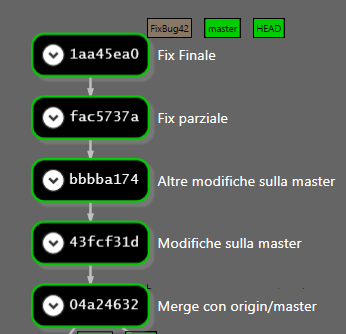 FixBug42 master HEAD
1aa45ea0 Fix Finale
fac5737a Fix parziale
bbbba174 Altre modifiche sulla master
43fcf31d Modifiche sulla master
04a24632 Merge con origin/master